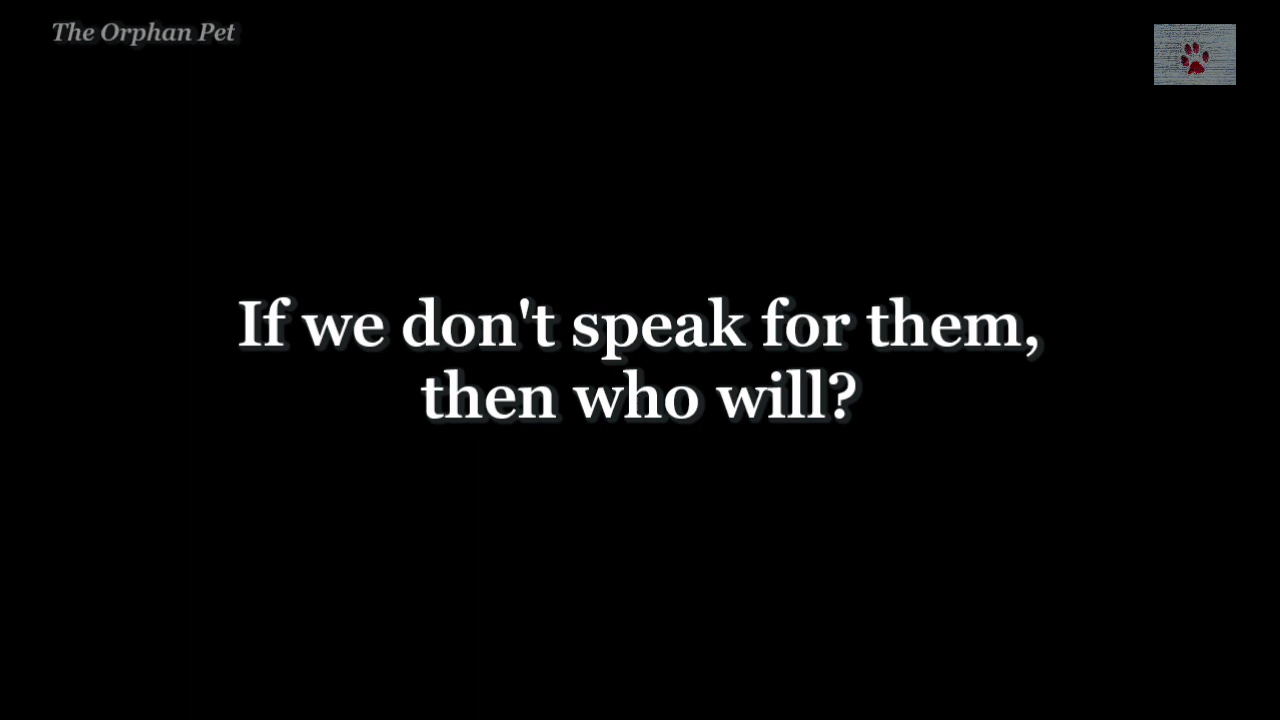 The Orphan Pet
If we don't speak for them,
then who will?